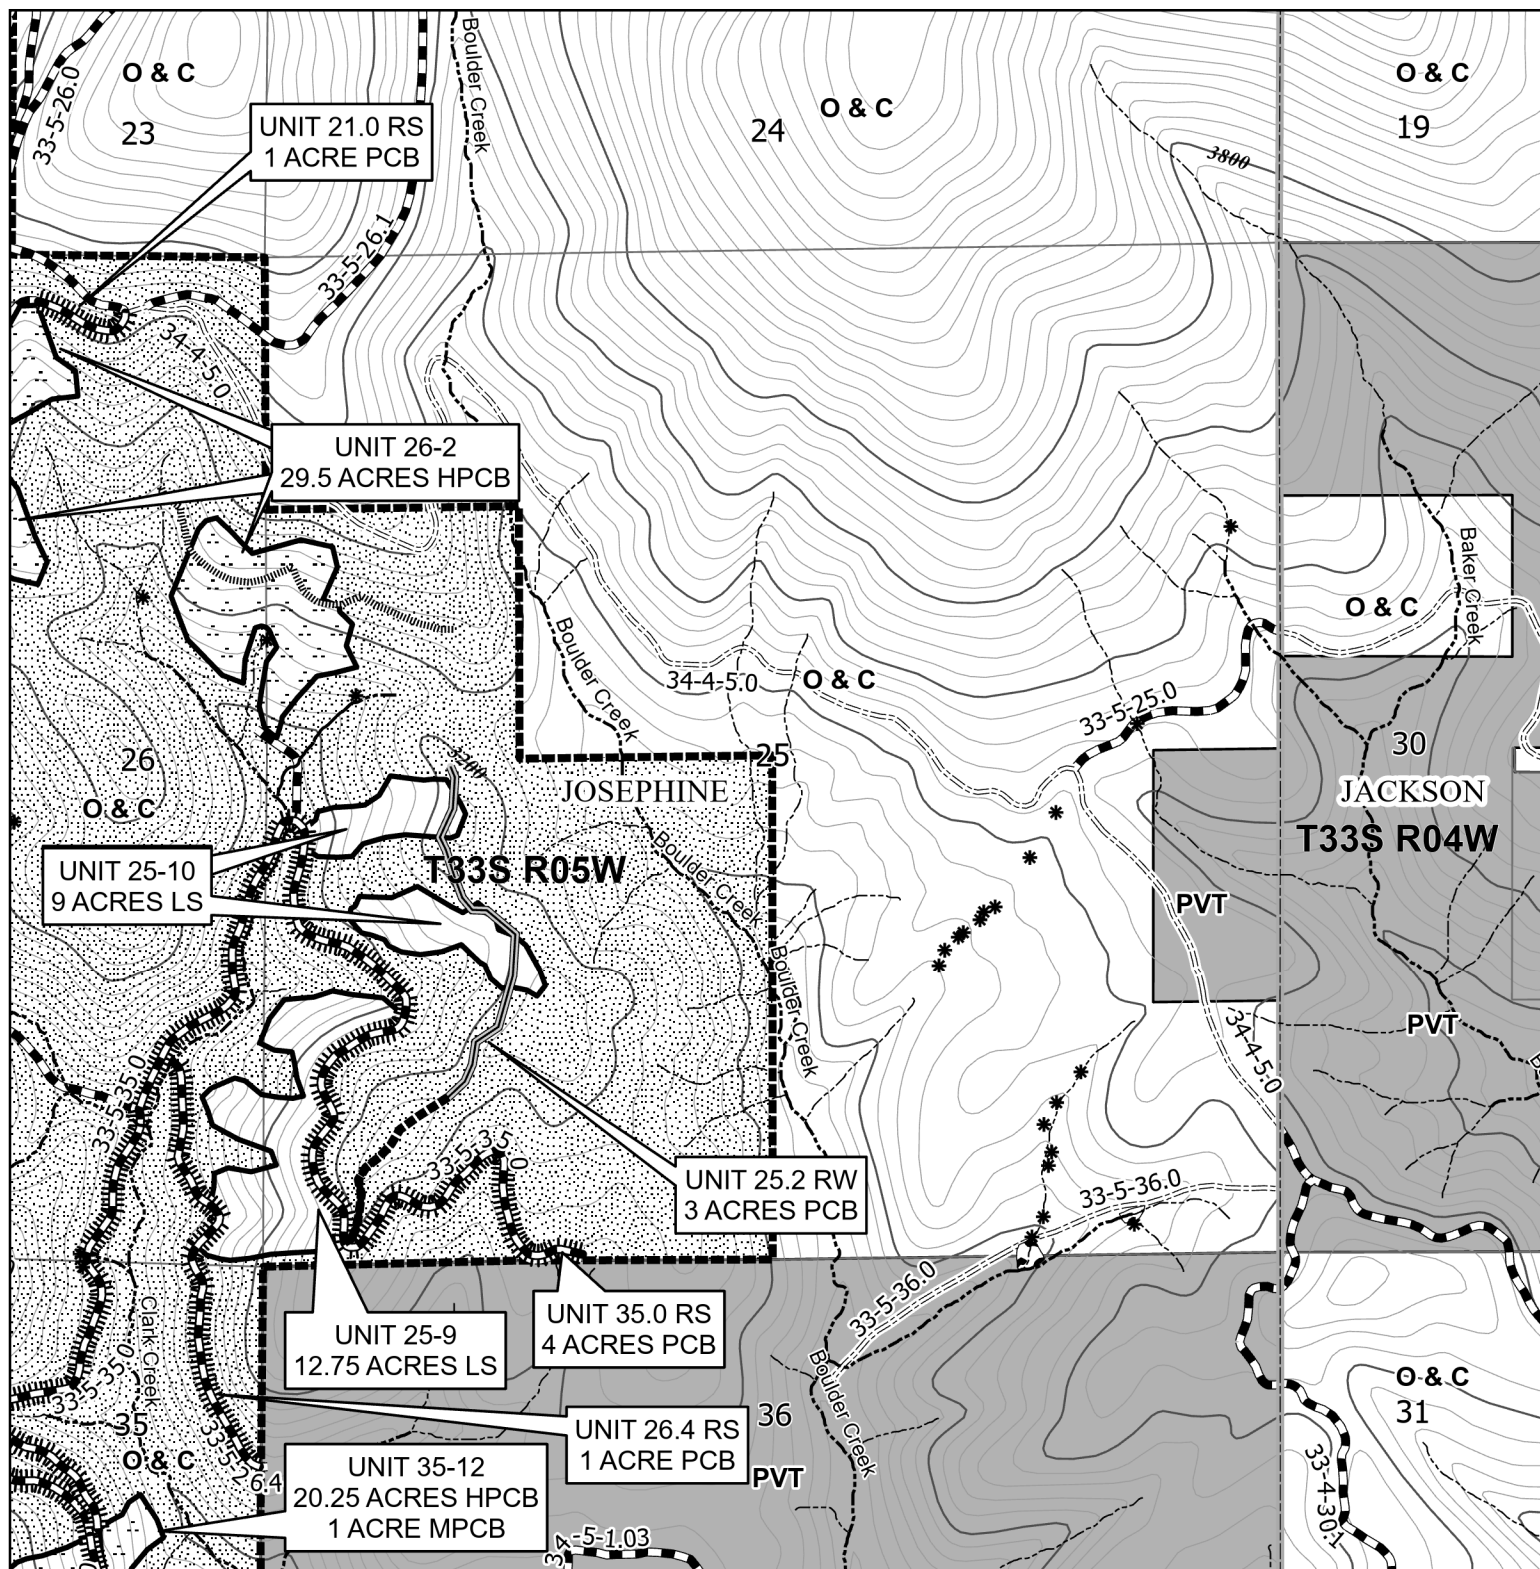 O & C
23
33-5-26.0
UNIT 21.0 RS
1 ACRE PCB
Boulder Creek
24
O & C
O & C
19
3800
33-5-26.1
34-4-5.0
UNIT 26-2
29.5 ACRES HPCB
Boulder Creek
34-4-5.0
O & C
33-5-25.0
O & C
Baker Creek
26
O & C
3200
25
JOSEPHINE
30
JACKSON
T33S R04W
UNIT 25-10
9 ACRES LS
T33S R05W
Boulder Creek
PVT
Boulder Creek
34-4-5.0
PVT
33-5-35.0
33-5-35.0
UNIT 25.2 RW
3 ACRES PCB
33-5-36.0
33-5-36.0
UNIT 25-9
12.75 ACRES LS
UNIT 35.0 RS
4 ACRES PCB
Clark Creek
33-5-35.0
35
O & C
33-5-26.4
UNIT 26.4 RS
1 ACRE PCB
36
PVT
Boulder Creek
O & C
31
33-4-30.1
UNIT 35-12
20.25 ACRES HPCB
1 ACRE MPCB
34-5-1.03